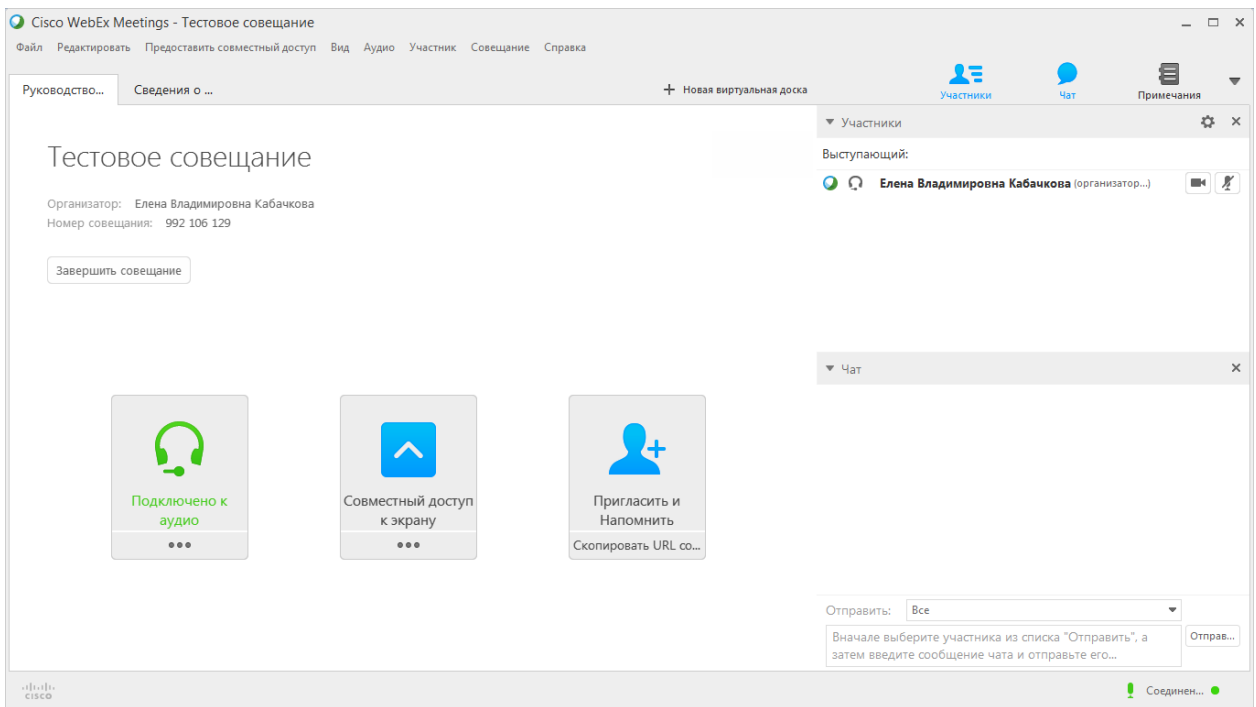 Cisco WebEx Meetings - Тестовое совещание
Файл Редактировать Предоставить совместный доступ Вид Аудио Участник Совещание Справка
Руководство... Сведения о ... Новая виртуальная доска Участники Чат Примечания
Участники
Выступающий:
Елена Владимировна Кабачкова (организатор...)
Тестовое совещание
Организатор: Елена Владимировна Кабачкова
Номер совещания: 992 106 129
Завершить совещание
Чат
Подключено к
аудио
Совместный доступ
к экрану
Пригласить и
Напомнить
Скопировать URL со...
Отправить: Все
Вначале выберите участника из списка "Отправить", а
затем введите сообщение чата и отправьте его...
Отправ...
CISCO
Соединен...